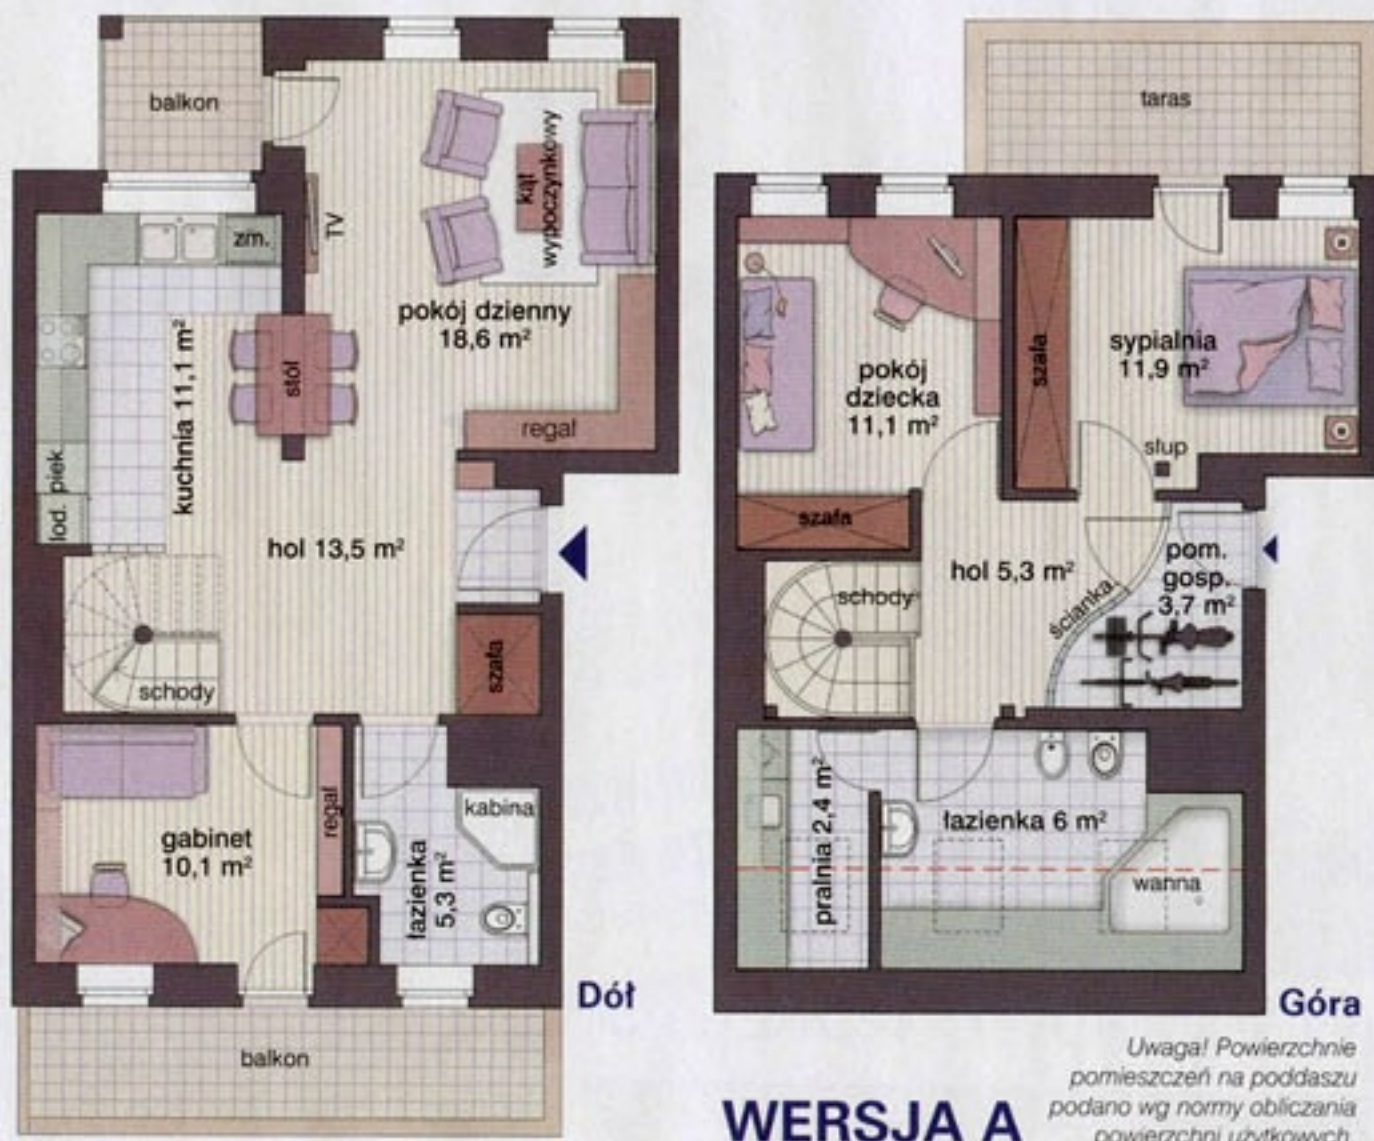 balkon
zm.
TV
kąt
wypoczynkowy
pokój dzienny
18,6 m²
kuchnia 11,1 m²
stół
regał
piek.
lod.
hol 13,5 m²
schody
szafa
gabinet
10,1 m²
regał
łazienka
5,3 m²
kabina
balkon
Dół
taras
szafa
sypialnia
11,9 m²
pokój
dziecka
11,1 m²
słup
szafa
schody
hol 5,3 m²
ścianka
pom.
gosp.
3,7 m²
pralnia 2,4 m²
łazienka 6 m²
wanna
Góra
WERSJA A
Uwaga! Powierzchnie
pomieszczeń na poddaszu
podano wg normy obliczania
powierzchni użytkowych.